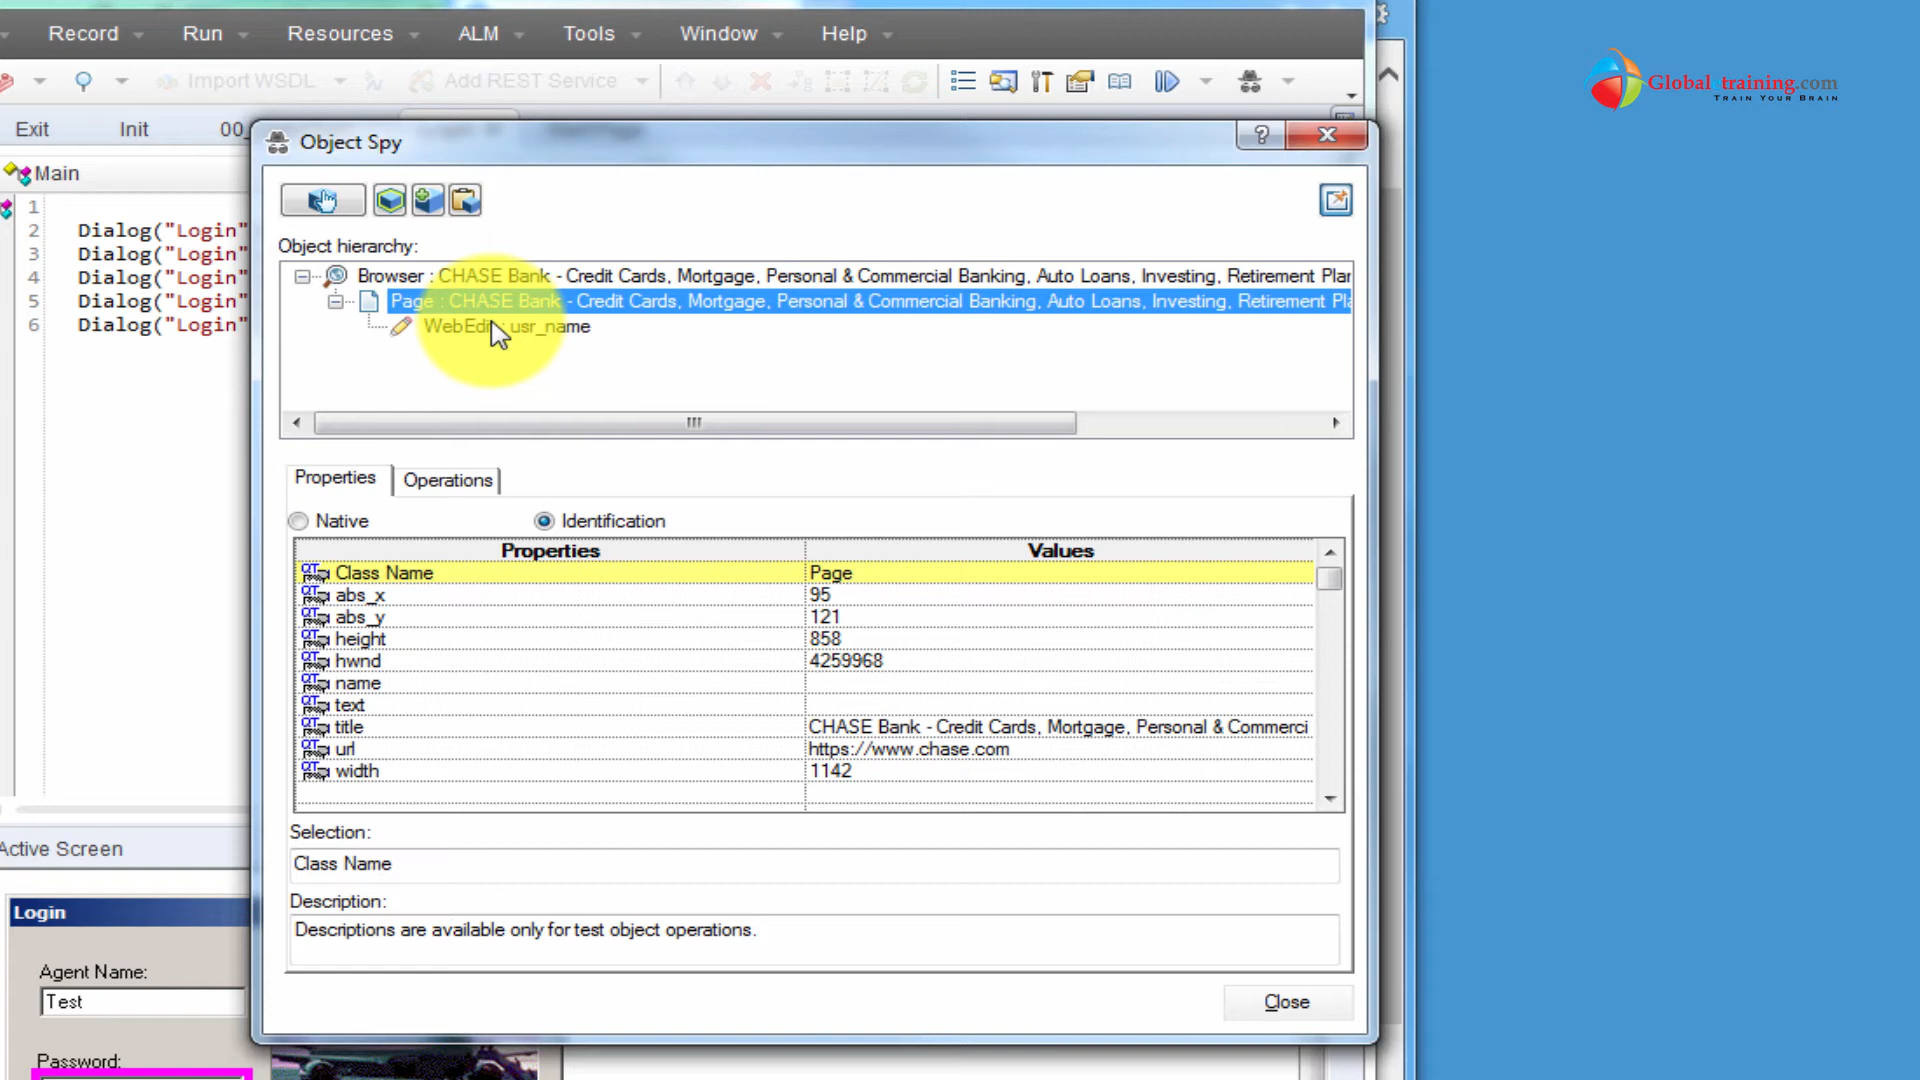 Record Run Resources ALM Tools Window Help
Import WSDL Add REST Service
Global training.com
TRAIN YOUR BRAIN
Exit Init 00_
Object Spy
Main
1
2 Dialog("Login"
3 Dialog("Login"
4 Dialog("Login"
5 Dialog("Login"
6 Dialog("Login"
Object hierarchy:
Browser : CHASE Bank - Credit Cards, Mortgage, Personal & Commercial Banking, Auto Loans, Investing, Retirement Plan
Page : CHASE Bank - Credit Cards, Mortgage, Personal & Commercial Banking, Auto Loans, Investing, Retirement Pla
WebEdit : usr_name
Properties Operations
Native Identification
Properties Values
Class Name Page
abs_x 95
abs_y 121
height 858
hwnd 4259968
name
text
title CHASE Bank - Credit Cards, Mortgage, Personal & Commerci
url https://www.chase.com
width 1142
Selection:
Class Name
Description:
Descriptions are available only for test object operations.
Close
Active Screen
Login
Agent Name:
Test
Password: